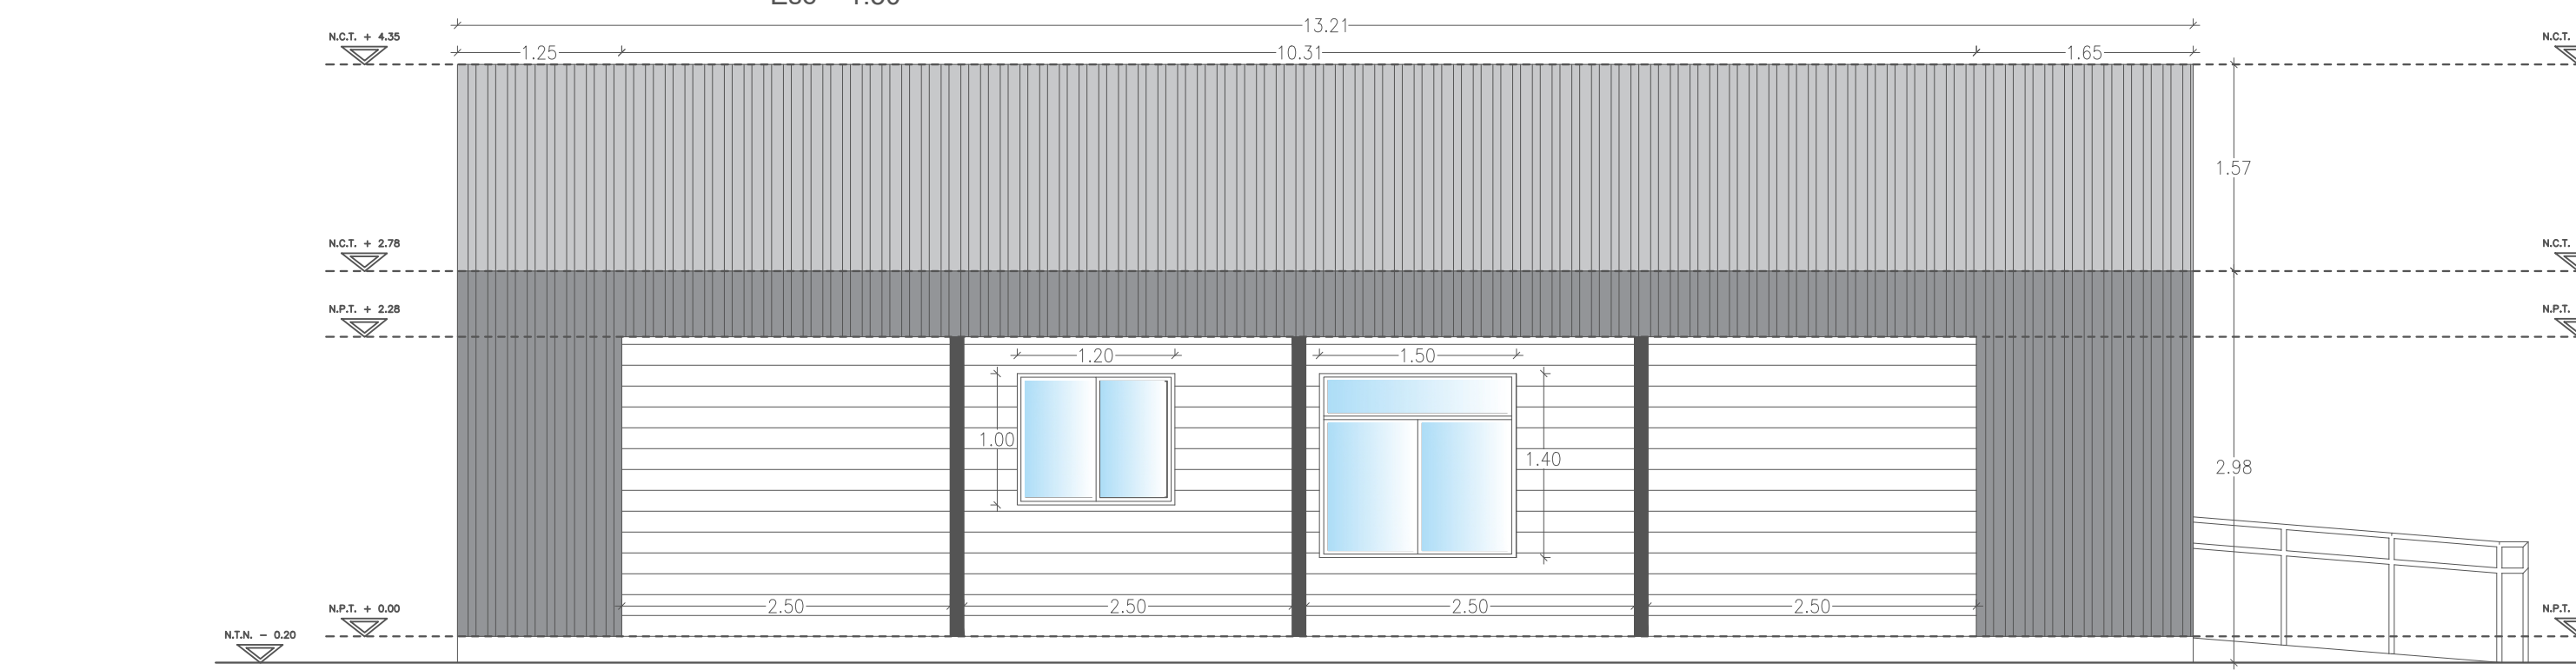 13.21
N.C.T. + 4.35
1.25
10.31
1.65
N.C.T.
1.57
N.C.T. + 2.78
N.C.T.
N.P.T. + 2.28
N.P.T.
1.20
1.50
1.00
1.40
2.98
2.50
2.50
2.50
2.50
N.P.T. + 0.00
N.P.T.
N.T.N. - 0.20